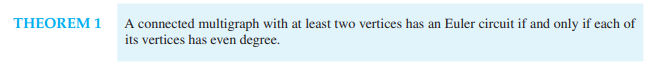 THEOREM 1 A connected multigraph with at least two vertices has an Euler circuit if and only if each of
its vertices has even degree.